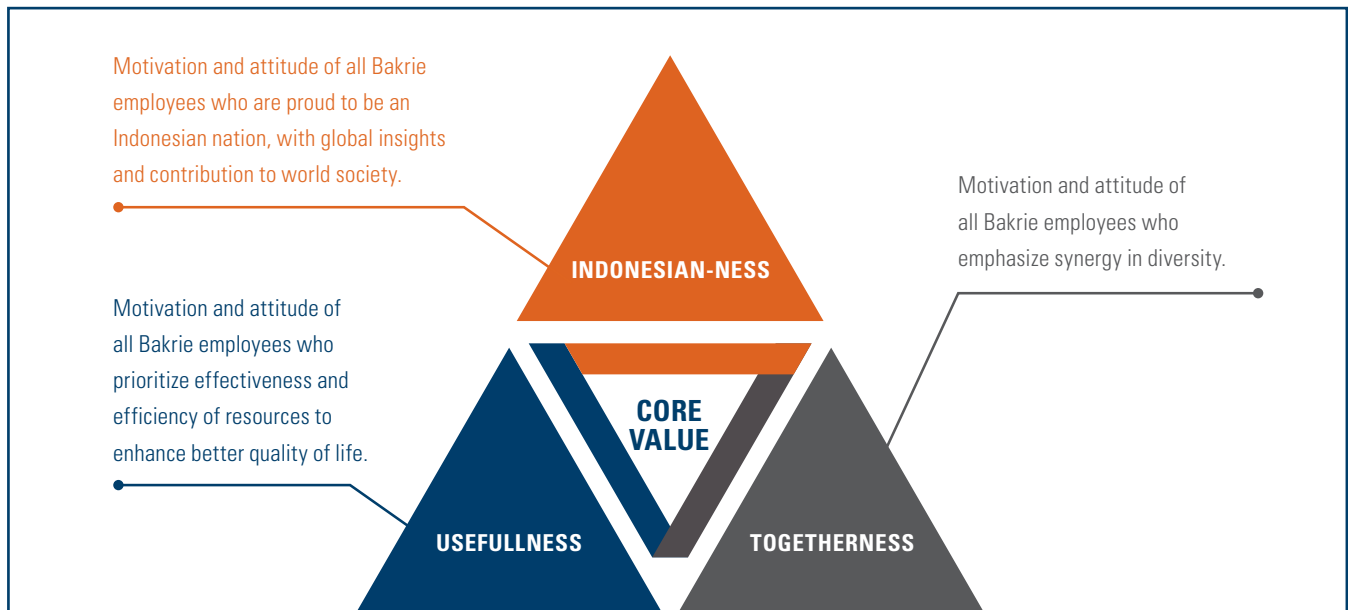 Motivation and attitude of all Bakrie
employees who are proud to be an
Indonesian nation, with global insights
and contribution to world society.
Motivation and attitude of
all Bakrie employees who
emphasize synergy in diversity.
INDONESIAN-NESS
Motivation and attitude of
all Bakrie employees who
prioritize effectiveness and
efficiency of resources to
enhance better quality of life.
CORE
VALUE
USEFULLNESS
TOGETHERNESS